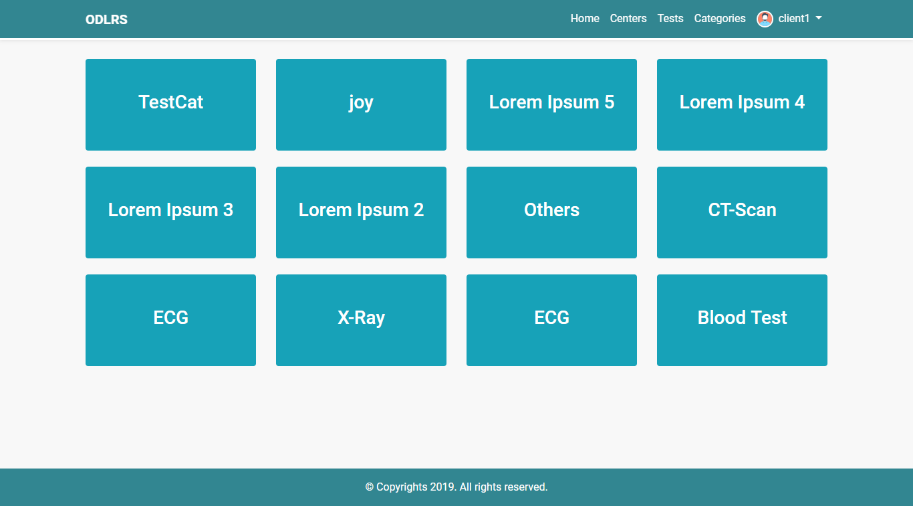 ODLRS
Home Centers Tests Categories client1
TestCat
joy
Lorem Ipsum 5
Lorem Ipsum 4
Lorem Ipsum 3
Lorem Ipsum 2
Others
CT-Scan
ECG
X-Ray
ECG
Blood Test
© Copyrights 2019. All rights reserved.